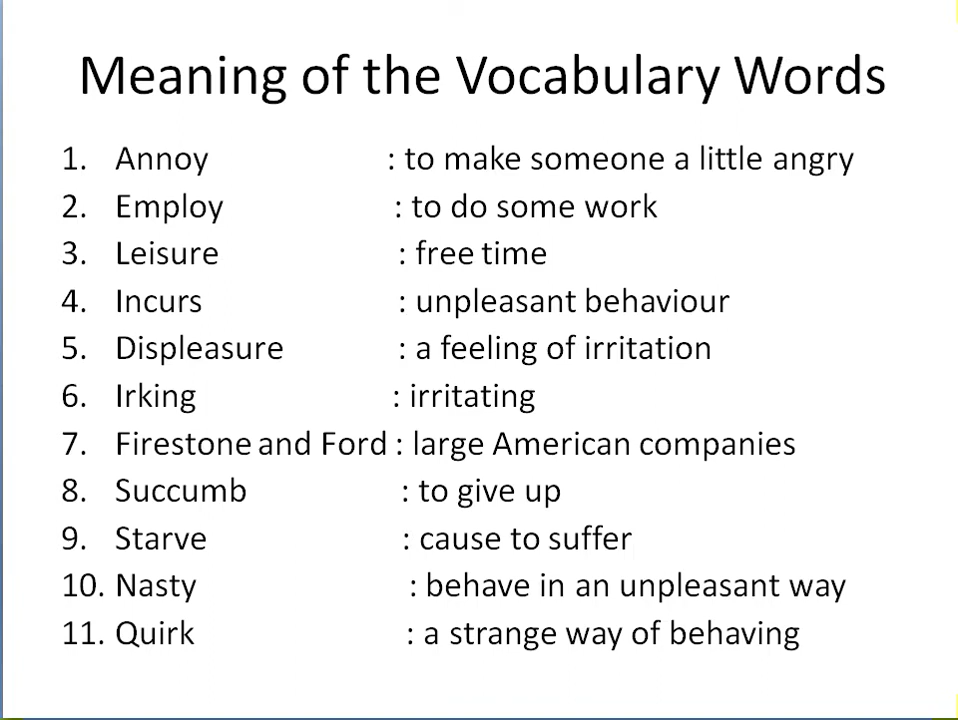 Meaning of the Vocabulary Words
1. Annoy : to make someone a little angry
2. Employ : to do some work
3. Leisure : free time
4. Incurs : unpleasant behaviour
5. Displeasure : a feeling of irritation
6. Irking : irritating
7. Firestone and Ford : large American companies
8. Succumb : to give up
9. Starve : cause to suffer
10. Nasty : behave in an unpleasant way
11. Quirk : a strange way of behaving